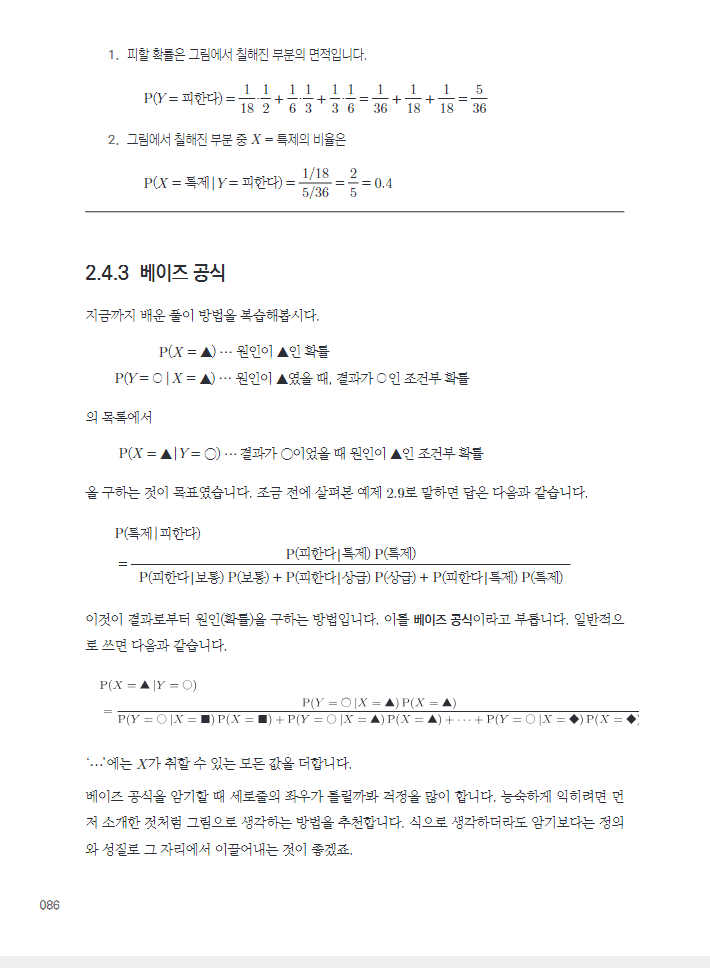 1. 피할 확률은 그림에서 칠해진 부분의 면적입니다.
P(Y = 피한다) = 1/18 · 1/2 + 1/6 · 1/3 + 1/3 · 1/6 = 1/36 + 1/18 + 1/18 = 5/36
2. 그림에서 칠해진 부분 중 X = 특제의 비율은
P(X = 특제 | Y = 피한다) = (1/18)/(5/36) = 2/5 = 0.4
2.4.3 베이즈 공식
지금까지 배운 풀이 방법을 복습해봅시다.
P(X = ▲) ··· 원인이 ▲인 확률
P(Y = ○ | X = ▲) ··· 원인이 ▲였을 때, 결과가 ○인 조건부 확률
의 목록에서
P(X = ▲ | Y = ○) ··· 결과가 ○이었을 때 원인이 ▲인 조건부 확률
을 구하는 것이 목표였습니다. 조금 전에 살펴본 예제 2.9로 말하면 답은 다음과 같습니다.
P(특제 | 피한다)
= P(피한다 | 특제) P(특제)
P(피한다 | 보통) P(보통) + P(피한다 | 상급) P(상급) + P(피한다 | 특제) P(특제)
이것이 결과로부터 원인(확률)을 구하는 방법입니다. 이를 베이즈 공식이라고 부릅니다. 일반적으
로 쓰면 다음과 같습니다.
P(X = ▲ | Y = ○)
= P(Y = ○ | X = ▲) P(X = ▲)
P(Y = ○ | X = ■) P(X = ■) + P(Y = ○ | X = ▲) P(X = ▲) + ··· + P(Y = ○ | X = ◆) P(X = ◆)
‘···’에는 X가 취할 수 있는 모든 값을 더합니다.
베이즈 공식을 암기할 때 세로줄의 좌우가 틀릴까봐 걱정을 많이 합니다. 능숙하게 익히려면 먼
저 소개한 것처럼 그림으로 생각하는 방법을 추천합니다. 식으로 생각하더라도 암기보다는 정의
와 성질로 그 자리에서 이끌어내는 것이 좋겠죠.
086